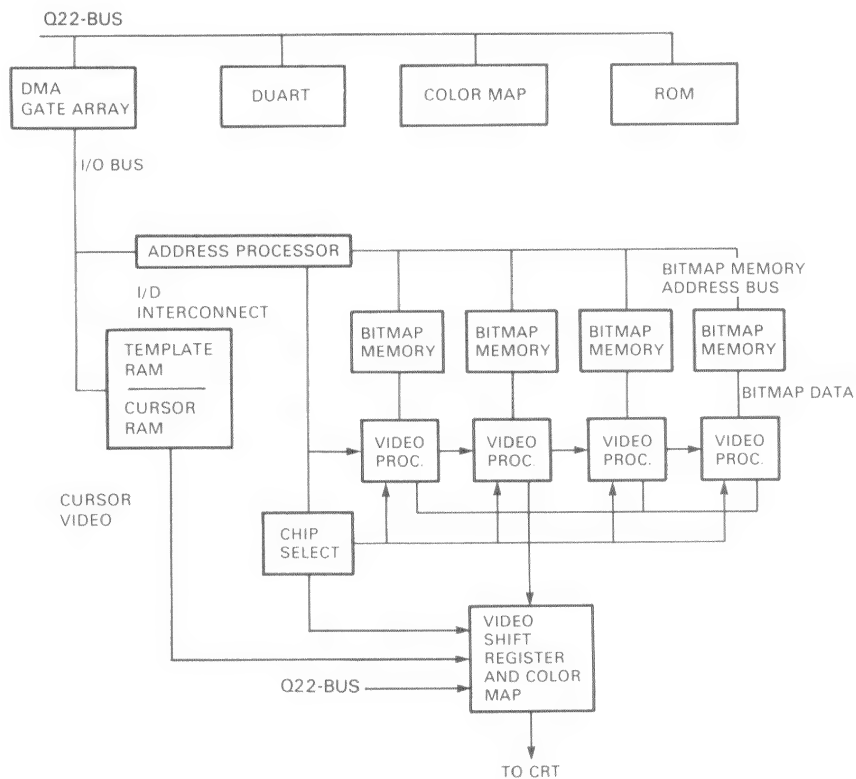 Q22-BUS
DMA
GATE ARRAY
DUART
COLOR MAP
ROM
I/O BUS
ADDRESS PROCESSOR
BITMAP MEMORY
ADDRESS BUS
I/D
INTERCONNECT
TEMPLATE
RAM
CURSOR
RAM
BITMAP
MEMORY
BITMAP
MEMORY
BITMAP
MEMORY
BITMAP
MEMORY
BITMAP DATA
VIDEO
PROC.
VIDEO
PROC.
VIDEO
PROC.
VIDEO
PROC.
CURSOR
VIDEO
CHIP
SELECT
VIDEO
SHIFT
REGISTER
AND COLOR
MAP
Q22-BUS
TO CRT